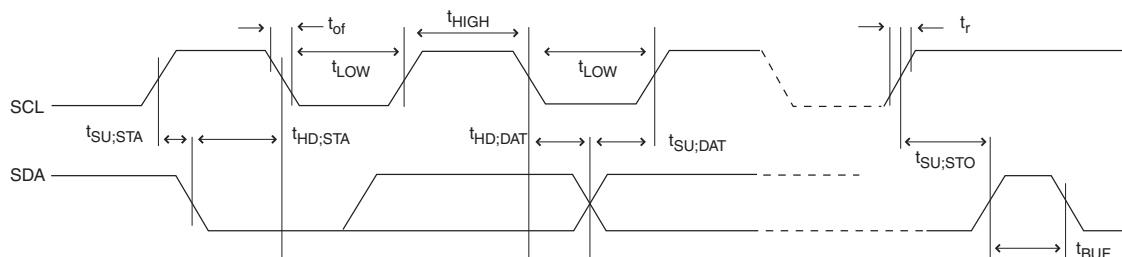 t_of
t_HIGH
t_r
t_LOW
t_LOW
SCL
t_SU;STA
t_HD;STA
t_HD;DAT
t_SU;DAT
t_SU;STO
SDA
t_BUF